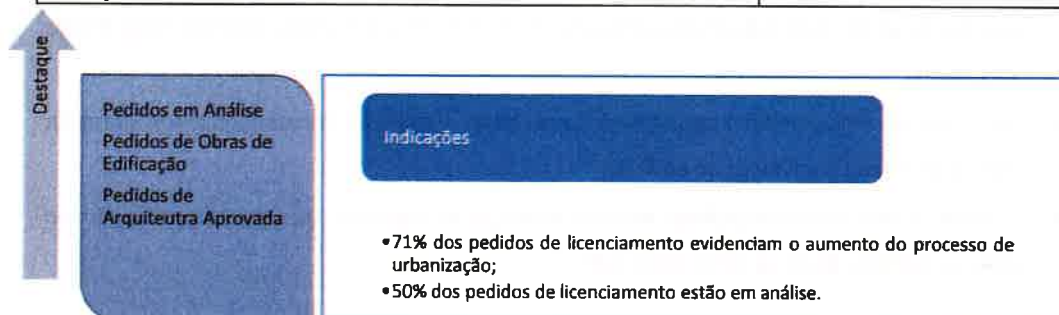 Destaque
Pedidos em Análise
Pedidos de Obras de
Edificação
Pedidos de
Arquiteutra Aprovada
Indicações
•71% dos pedidos de licenciamento evidenciam o aumento do processo de
urbanização;
•50% dos pedidos de licenciamento estão em análise.